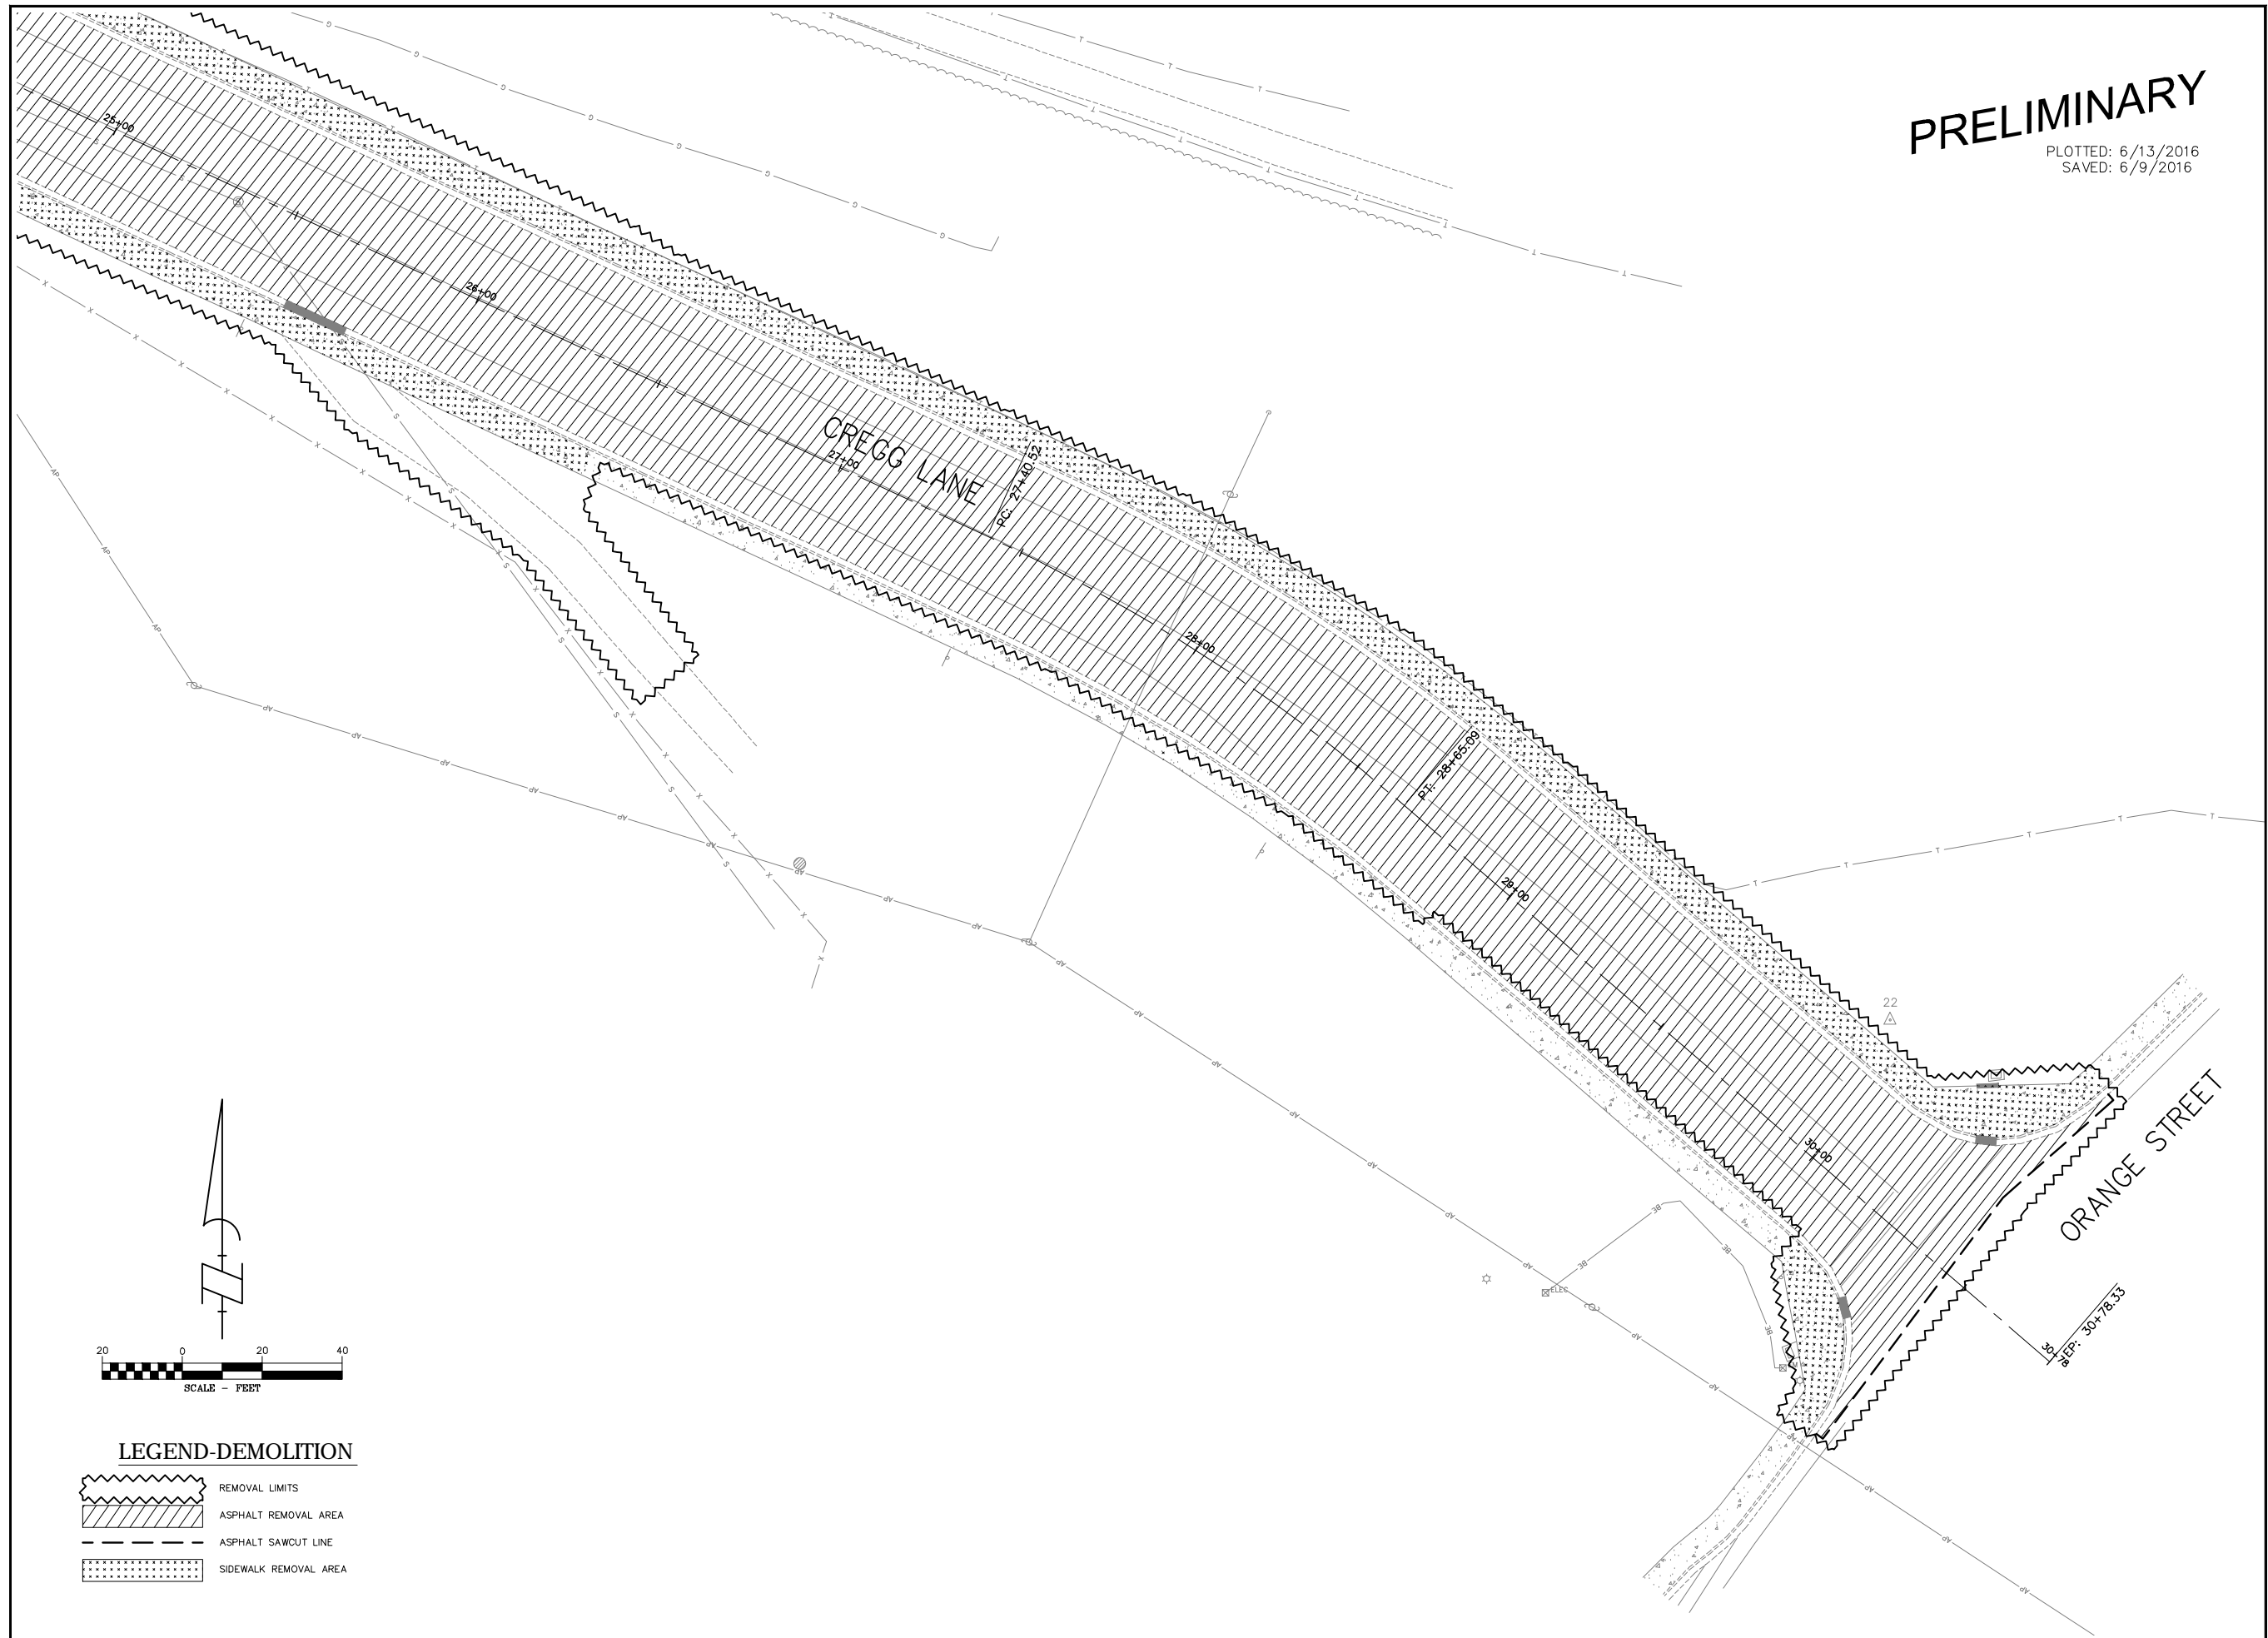 PRELIMINARY
PLOTTED: 6/13/2016
SAVED: 6/9/2016
25+00
26+00
CREGG LANE
27+00
PC: 27+40.52
28+00
PT: 28+65.09
29+00
22
30+00
ORANGE STREET
ELEC
30+78
EP: 30+78.33
20 0 20 40
SCALE - FEET
LEGEND-DEMOLITION
REMOVAL LIMITS
ASPHALT REMOVAL AREA
ASPHALT SAWCUT LINE
SIDEWALK REMOVAL AREA